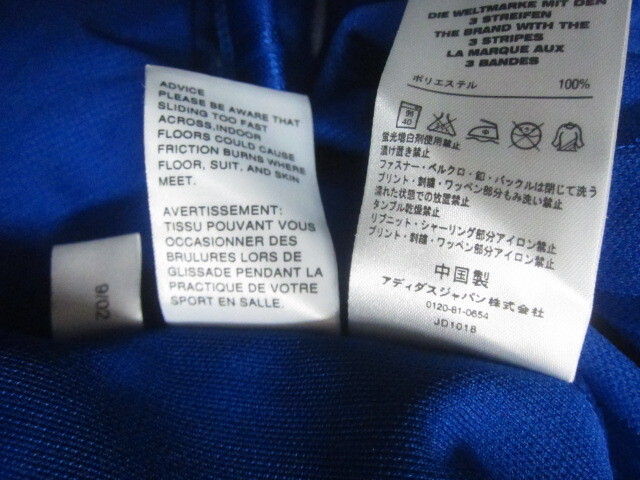 ADVICE
PLEASE BE AWARE THAT
SLIDING TOO FAST
ACROSS,INDOOR
FLOORS COULD CAUSE
FRICTION BURNS WHERE
FLOOR, SUIT, AND SKIN
MEET.
AVERTISSEMENT:
TISSU POUVANT VOUS
OCCASIONNER DES
BRULURES LORS DE
GLISSADE PENDANT LA
PRACTIQUE DE VOTRE
SPORT EN SALLE.
9/02
DIE WELTMARKE MIT DEN
3 STREIFEN
THE BRAND WITH THE
3 STRIPES
LA MARQUE AUX
3 BANDES
ポリエステル 100%
40
蛍光増白剤使用禁止
漬け置き禁止
ファスナー・ベルクロ・釦・バックルは閉じて洗う
プリント・刺繍・ワッペン部分もみ洗い禁止
濡れた状態での放置禁止
タンブル乾燥禁止
リブニット・シャーリング部分アイロン禁止
プリント・刺繍・ワッペン部分アイロン禁止
中国製
アディダスジャパン株式会社
0120-81-0654
JD1018